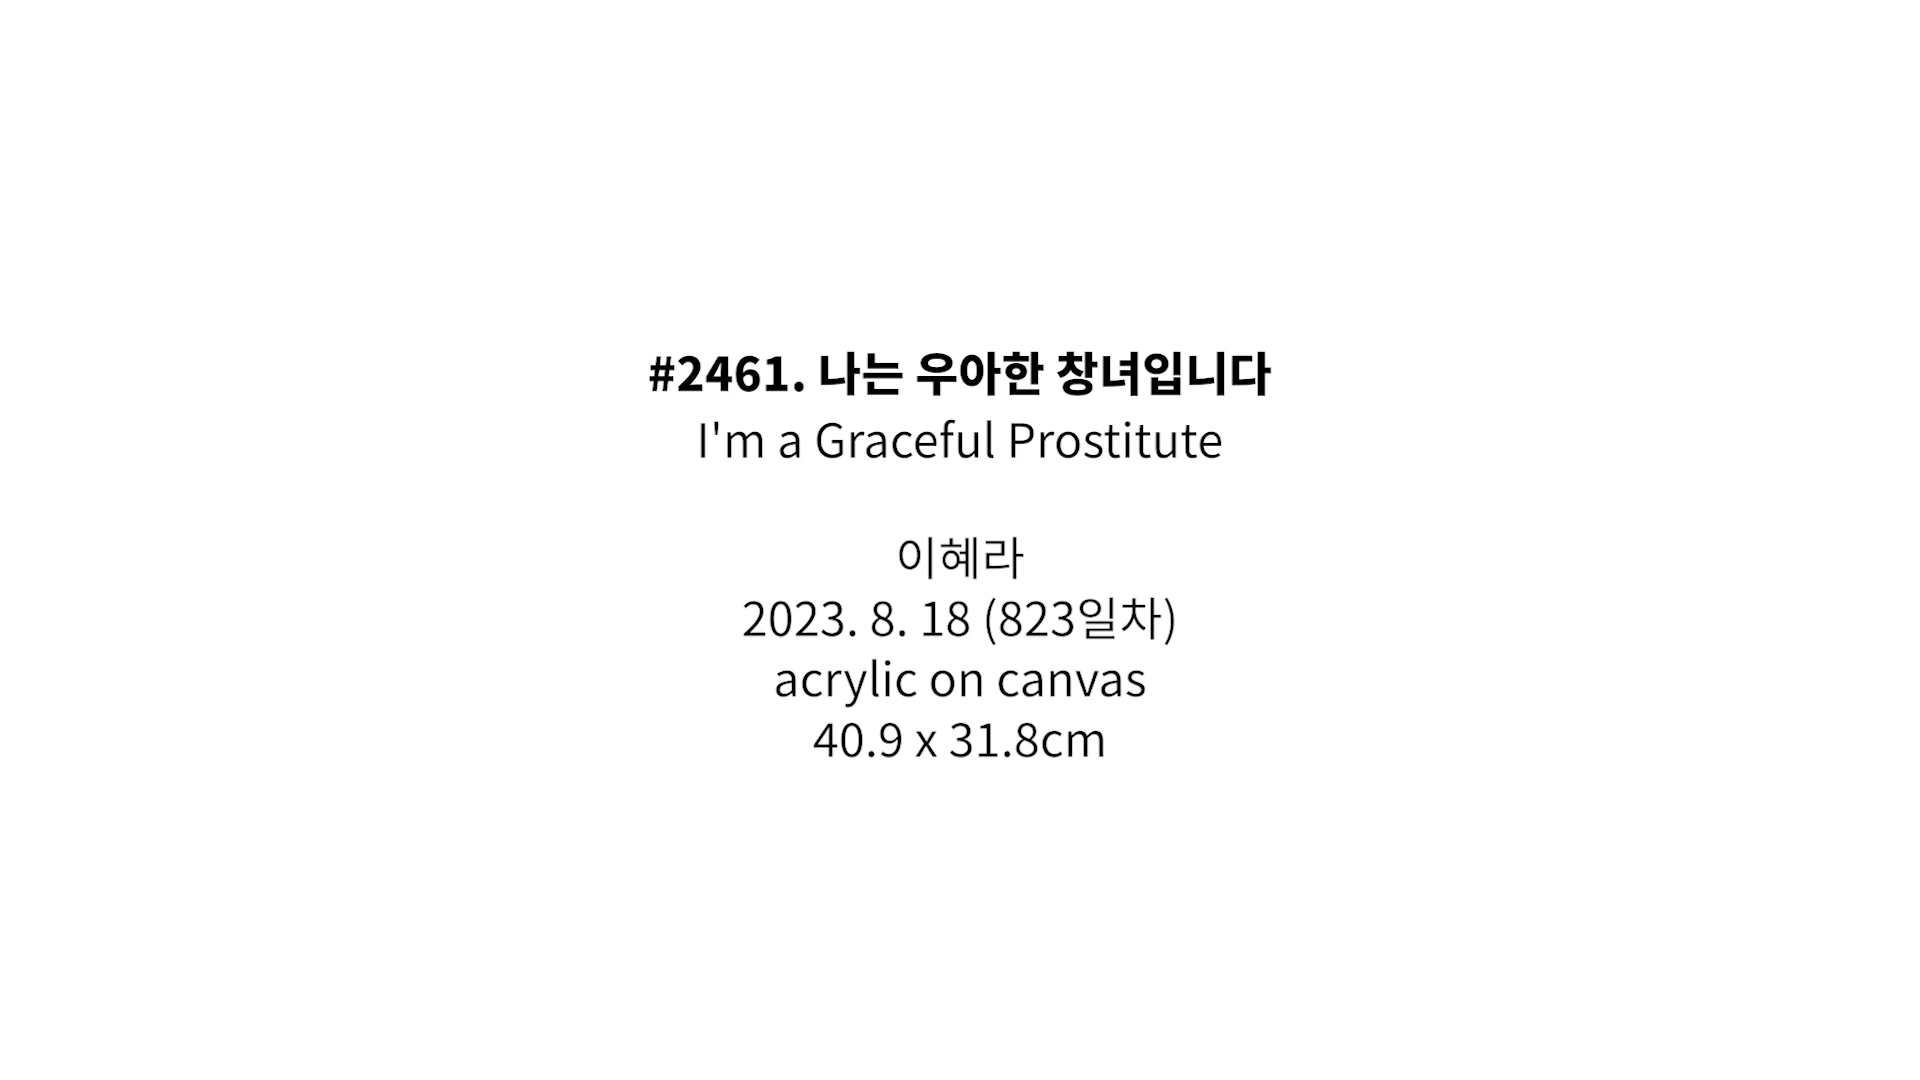 #2461. 나는 우아한 창녀입니다
I'm a Graceful Prostitute
이혜라
2023. 8. 18 (823일차)
acrylic on canvas
40.9 x 31.8cm